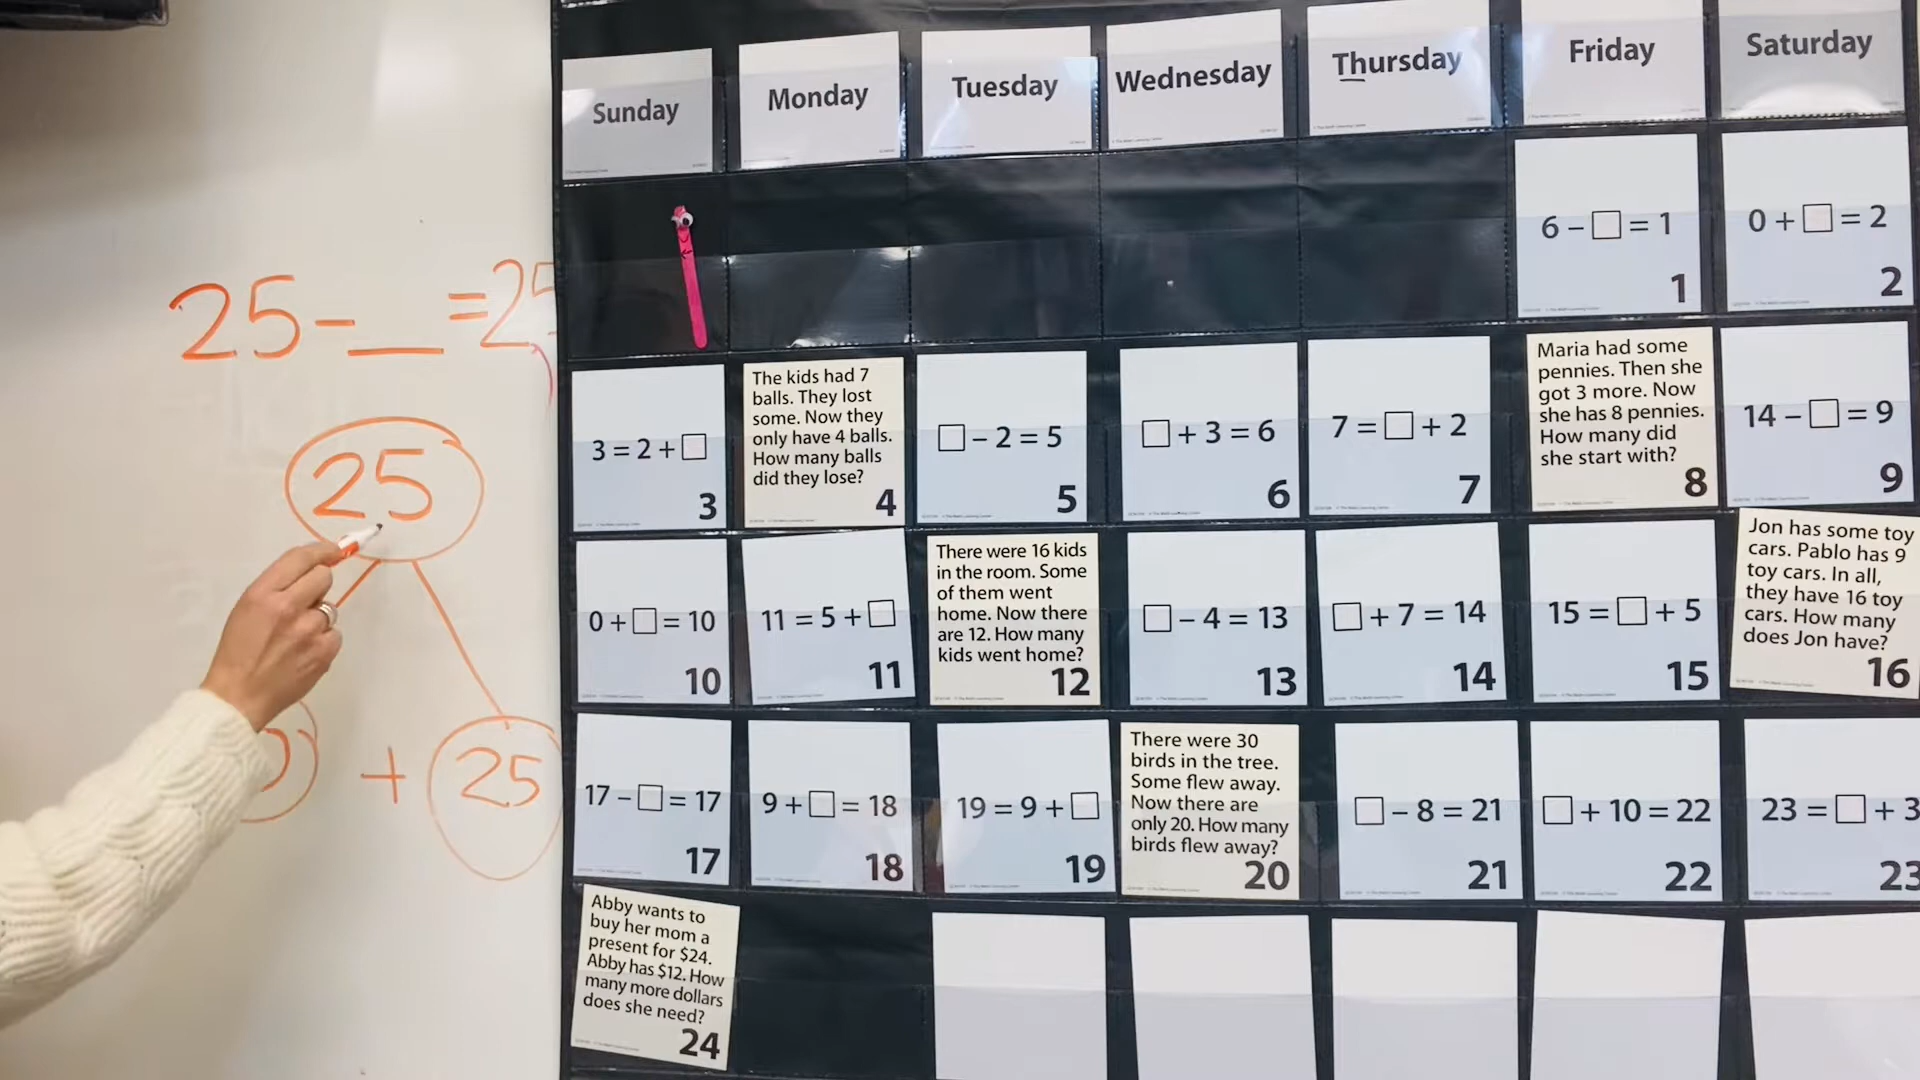 25 - __ = 25
25
+ 25
Sunday
Monday
Tuesday
Wednesday
Thursday
Friday
Saturday
6 - □ = 1
1
0 + □ = 2
2
3 = 2 + □
3
The kids had 7
balls. They lost
some. Now they
only have 4 balls.
How many balls
did they lose?
4
□ - 2 = 5
5
□ + 3 = 6
6
7 = □ + 2
7
Maria had some
pennies. Then she
got 3 more. Now
she has 8 pennies.
How many did
she start with?
8
14 - □ = 9
9
0 + □ = 10
10
11 = 5 + □
11
There were 16 kids
in the room. Some
of them went
home. Now there
are 12. How many
kids went home?
12
□ - 4 = 13
13
□ + 7 = 14
14
15 = □ + 5
15
Jon has some toy
cars. Pablo has 9
toy cars. In all,
they have 16 toy
cars. How many
does Jon have?
16
17 - □ = 17
17
9 + □ = 18
18
19 = 9 + □
19
There were 30
birds in the tree.
Some flew away.
Now there are
only 20. How many
birds flew away?
20
□ - 8 = 21
21
□ + 10 = 22
22
23 = □ + 3
23
Abby wants to
buy her mom a
present for $24.
Abby has $12. How
many more dollars
does she need?
24